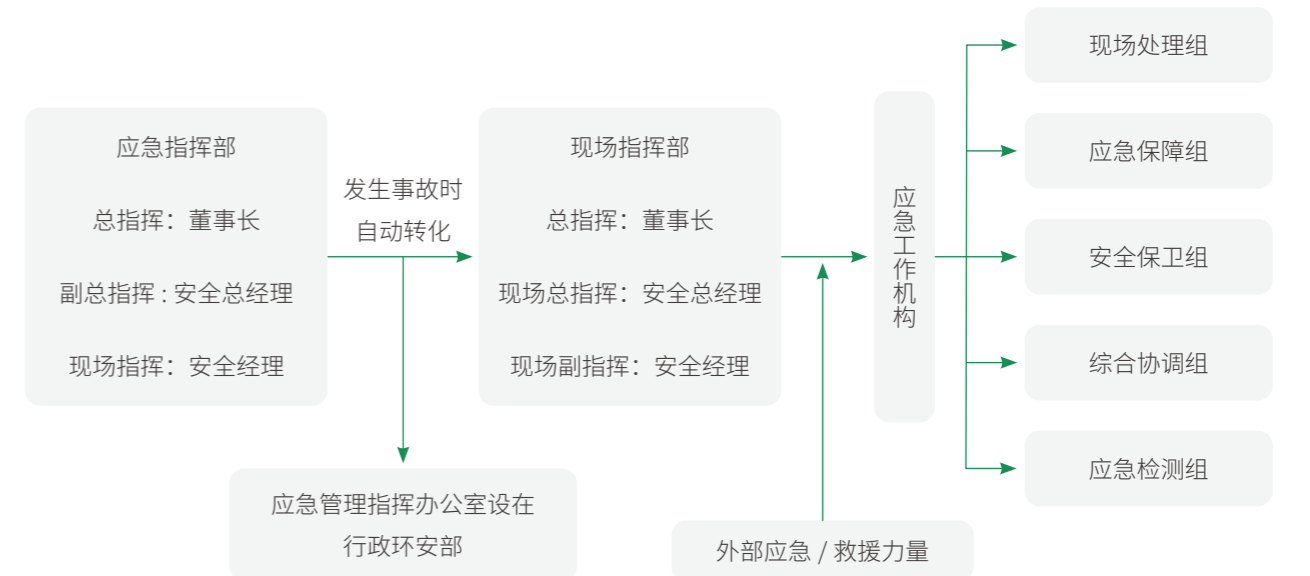 应急指挥部
总指挥：董事长
副总指挥 : 安全总经理
现场指挥：安全经理
发生事故时
自动转化
应急管理指挥办公室设在
行政环安部
现场指挥部
总指挥：董事长
现场总指挥：安全总经理
现场副指挥：安全经理
外部应急 / 救援力量
应急工作机构
现场处理组
应急保障组
安全保卫组
综合协调组
应急检测组